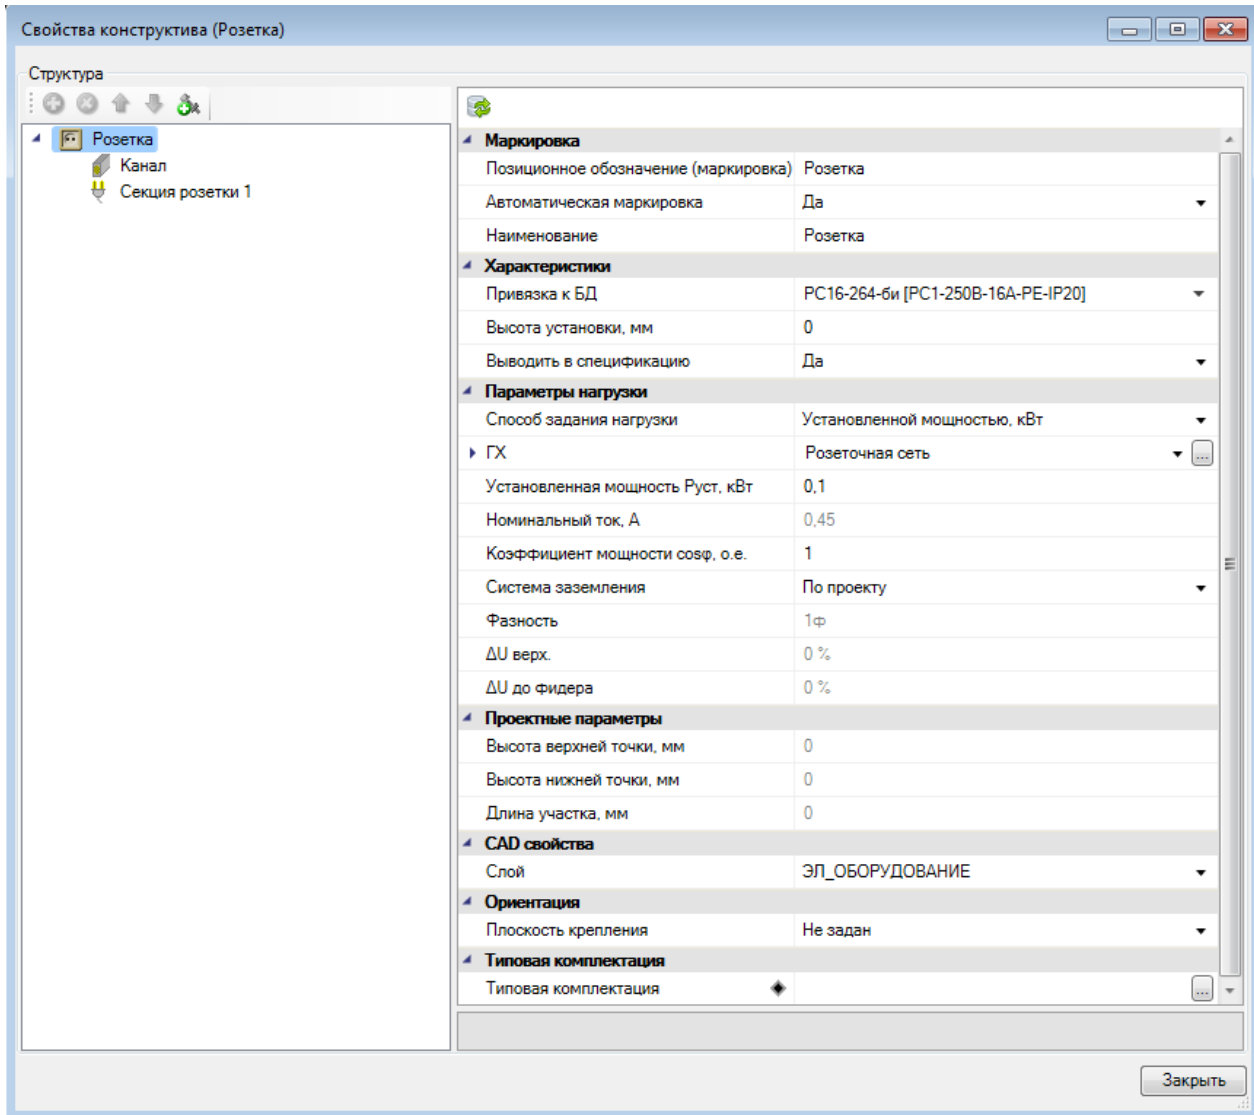 Свойства конструктива (Розетка)
Структура
Розетка
Канал
Секция розетки 1
Маркировка
Позиционное обозначение (маркировка) Розетка
Автоматическая маркировка Да
Наименование Розетка
Характеристики
Привязка к БД РС16-264-би [РС1-250В-16А-РЕ-IP20]
Высота установки, мм 0
Выводить в спецификацию Да
Параметры нагрузки
Способ задания нагрузки Установленной мощностью, кВт
ГХ Розеточная сеть ...
Установленная мощность Руст, кВт 0,1
Номинальный ток, А 0,45
Коэффициент мощности cosφ, о.е. 1
Система заземления По проекту
Фазность 1ф
ΔU верх. 0 %
ΔU до фидера 0 %
Проектные параметры
Высота верхней точки, мм 0
Высота нижней точки, мм 0
Длина участка, мм 0
CAD свойства
Слой ЭЛ_ОБОРУДОВАНИЕ
Ориентация
Плоскость крепления Не задан
Типовая комплектация
Типовая комплектация ...
Закрыть